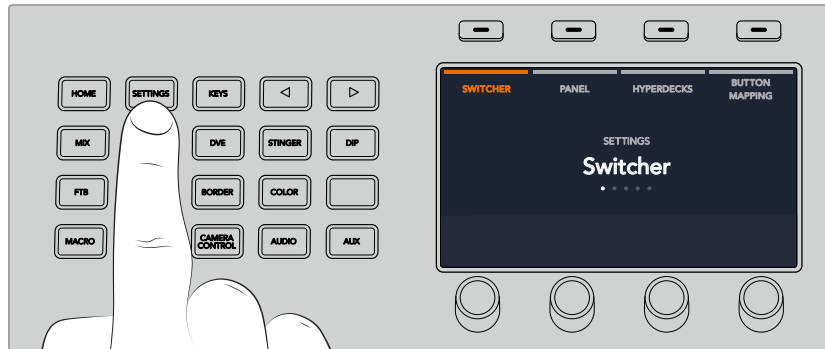 HOME
SETTINGS
KEYS
MIX
DVE
STINGER
DIP
FTB
BORDER
COLOR
MACRO
CAMERA
CONTROL
AUDIO
AUX
SWITCHER
PANEL
HYPERDECKS
BUTTON
MAPPING
SETTINGS
Switcher